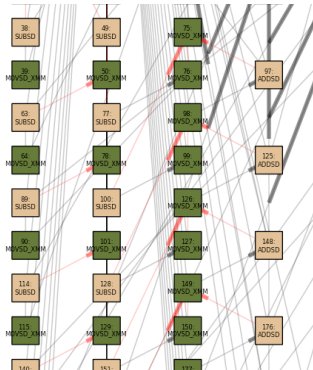 38:
SUBSD
49:
SUBSD
75:
MOVSD_XMM
39:
MOVSD_XMM
50:
MOVSD_XMM
76:
MOVSD_XMM
97:
ADDSD
63:
SUBSD
77:
SUBSD
98:
MOVSD_XMM
64:
MOVSD_XMM
78:
MOVSD_XMM
99:
MOVSD_XMM
125:
ADDSD
89:
SUBSD
100:
SUBSD
126
MOVSD_XMM
90:
MOVSD_XMM
101:
MOVSD_XMM
127:
MOVSD_XMM
148:
ADDSD
114:
SUBSD
128:
SUBSD
149
MOVSD_XMM
115:
MOVSD_XMM
129:
MOVSD_XMM
150:
MOVSD_XMM
176:
ADDSD
140:
151: